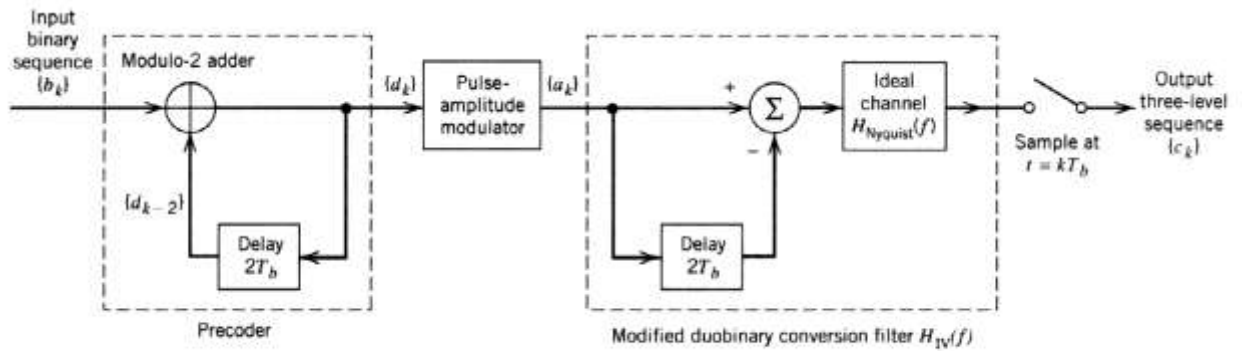 Input
binary
sequence
{b_k}
Modulo-2 adder
{d_k}
Pulse-
amplitude
modulator
{a_k}
+
Σ
−
Ideal
channel
H_Nyquist(f)
Sample at
t = kT_b
Output
three-level
sequence
{c_k}
{d_{k-2}}
Delay
2T_b
Delay
2T_b
Precoder
Modified duobinary conversion filter H_IV(f)